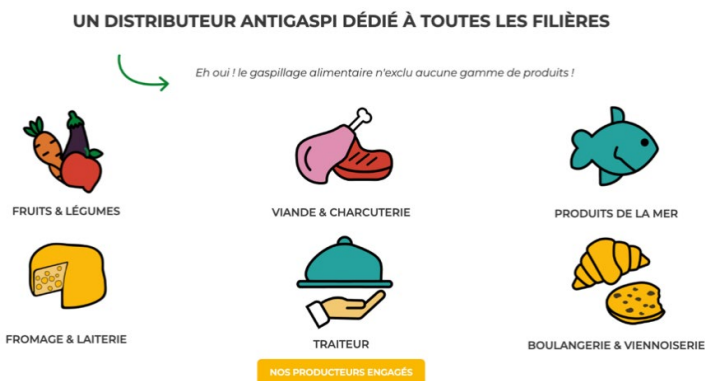 UN DISTRIBUTEUR ANTIGASPI DÉDIÉ À TOUTES LES FILIÈRES
Eh oui ! le gaspillage alimentaire n'exclu aucune gamme de produits !
FRUITS & LÉGUMES
VIANDE & CHARCUTERIE
PRODUITS DE LA MER
FROMAGE & LAITERIE
TRAITEUR
BOULANGERIE & VIENNOISERIE
NOS PRODUCTEURS ENGAGÉS